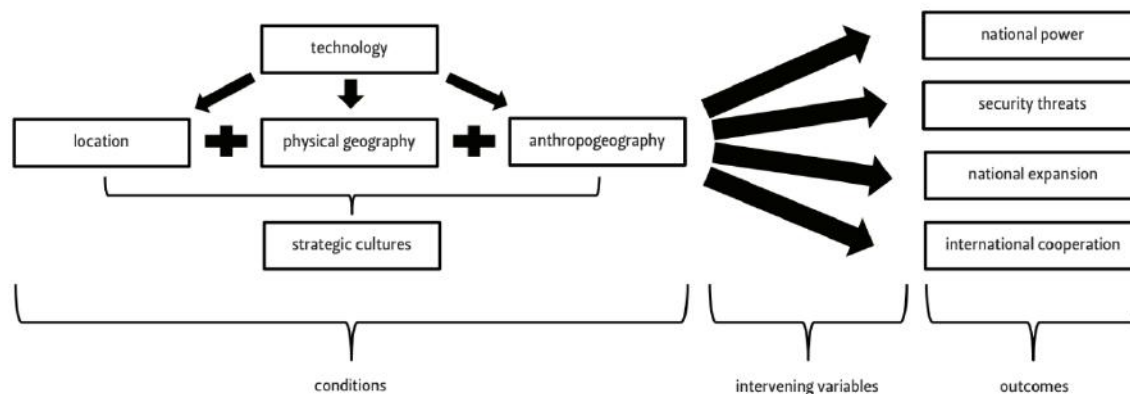 technology
location
physical geography
anthropogeography
strategic cultures
national power
security threats
national expansion
international cooperation
conditions
intervening variables
outcomes